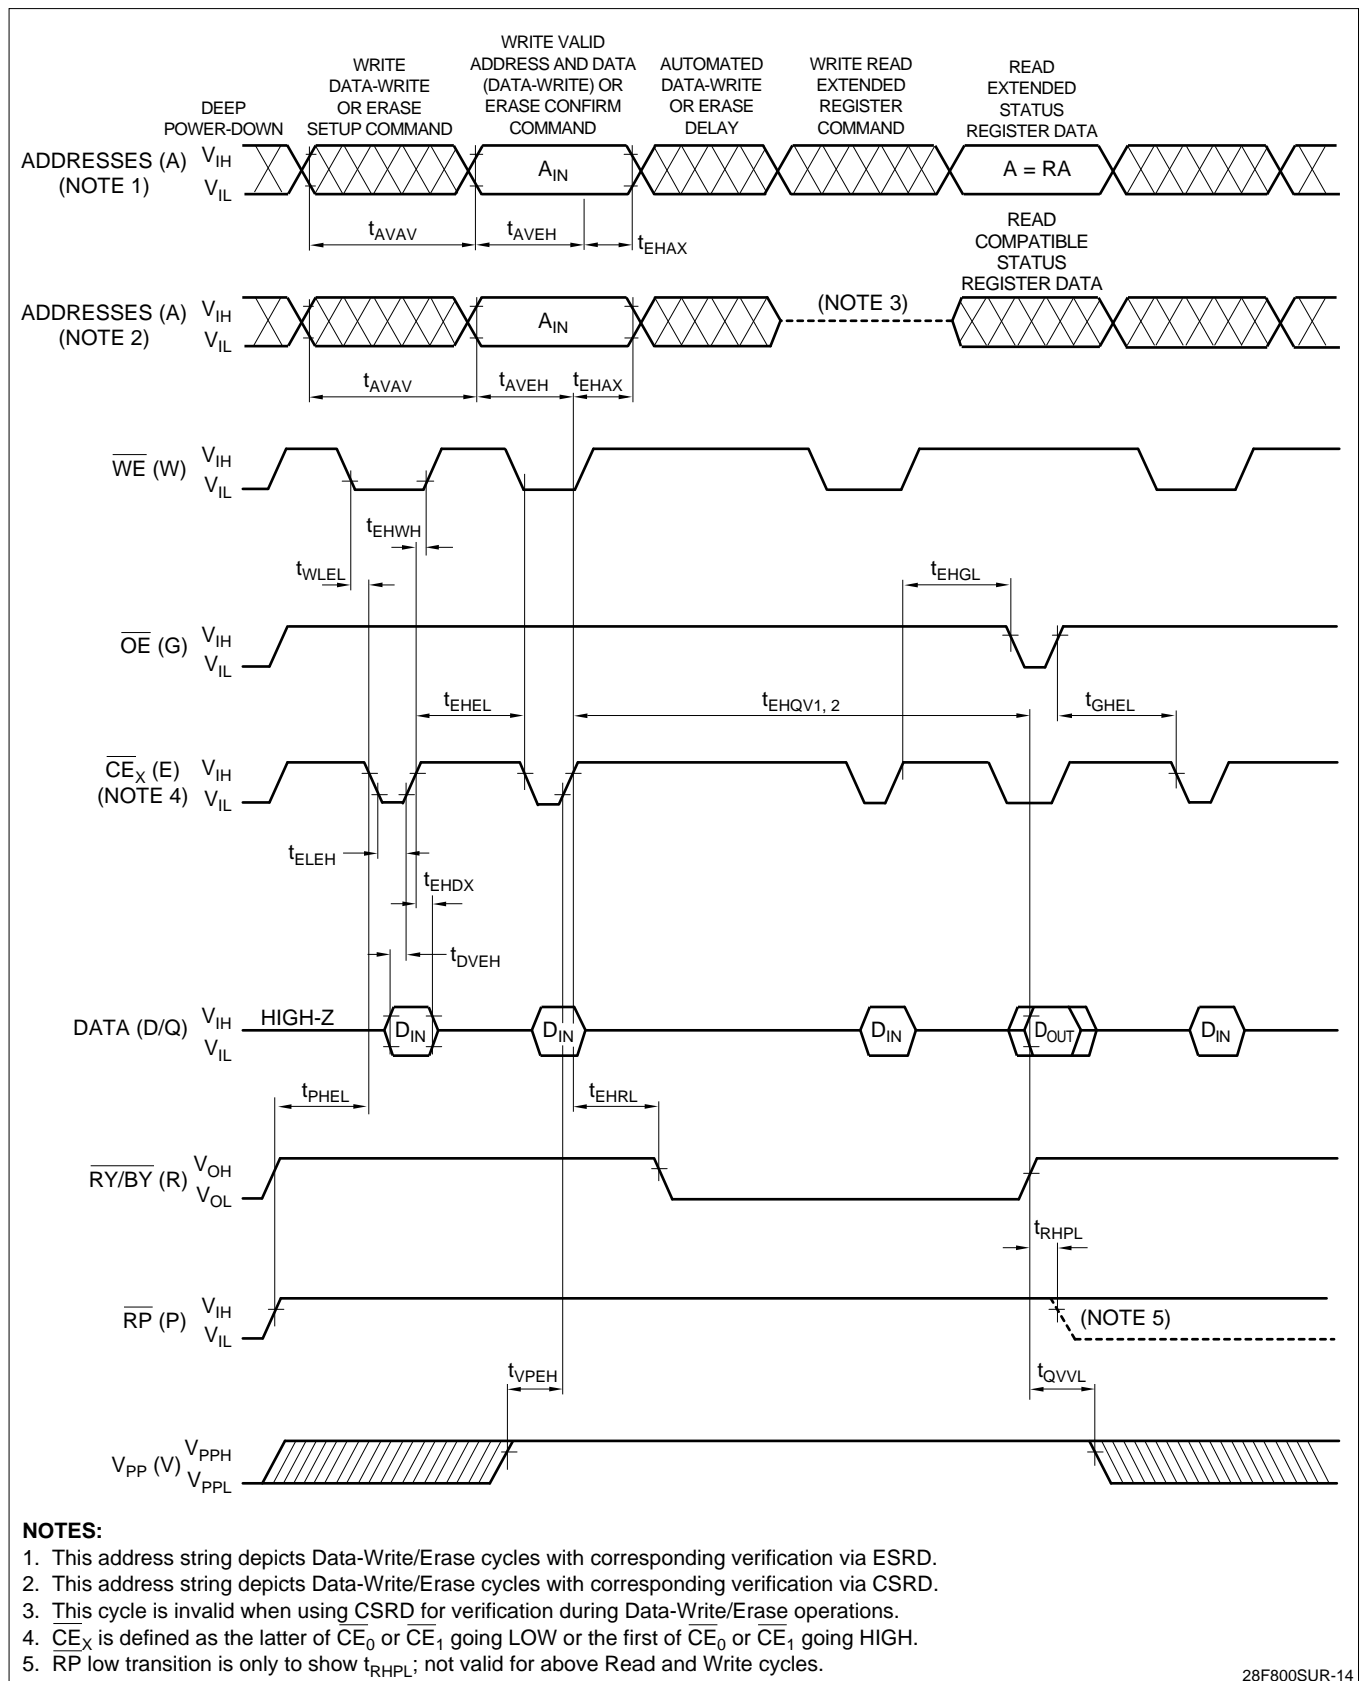 DEEP
POWER-DOWN
WRITE
DATA-WRITE
OR ERASE
SETUP COMMAND
WRITE VALID
ADDRESS AND DATA
(DATA-WRITE) OR
ERASE CONFIRM
COMMAND
AUTOMATED
DATA-WRITE
OR ERASE
DELAY
WRITE READ
EXTENDED
REGISTER
COMMAND
READ
EXTENDED
STATUS
REGISTER DATA
ADDRESSES (A)
(NOTE 1)
VIH
VIL
AIN
A = RA
tAVAV
tAVEH
tEHAX
READ
COMPATIBLE
STATUS
REGISTER DATA
ADDRESSES (A)
(NOTE 2)
VIH
VIL
AIN
(NOTE 3)
tAVAV
tAVEH
tEHAX
WE (W)
VIH
VIL
tEHWH
tWLEL
tEHGL
OE (G)
VIH
VIL
tEHEL
tEHQV1, 2
tGHEL
CEX (E)
(NOTE 4)
VIH
VIL
tELEH
tEHDX
tDVEH
DATA (D/Q)
VIH
VIL
HIGH-Z
DIN
DIN
DIN
DOUT
DIN
tPHEL
tEHRL
RY/BY (R)
VOH
VOL
tRHPL
RP (P)
VIH
VIL
(NOTE 5)
tVPEH
tQVVL
VPP (V)
VPPH
VPPL
NOTES:
1. This address string depicts Data-Write/Erase cycles with corresponding verification via ESRD.
2. This address string depicts Data-Write/Erase cycles with corresponding verification via CSRD.
3. This cycle is invalid when using CSRD for verification during Data-Write/Erase operations.
4. CEX is defined as the latter of CE0 or CE1 going LOW or the first of CE0 or CE1 going HIGH.
5. RP low transition is only to show tRHPL; not valid for above Read and Write cycles.
28F800SUR-14